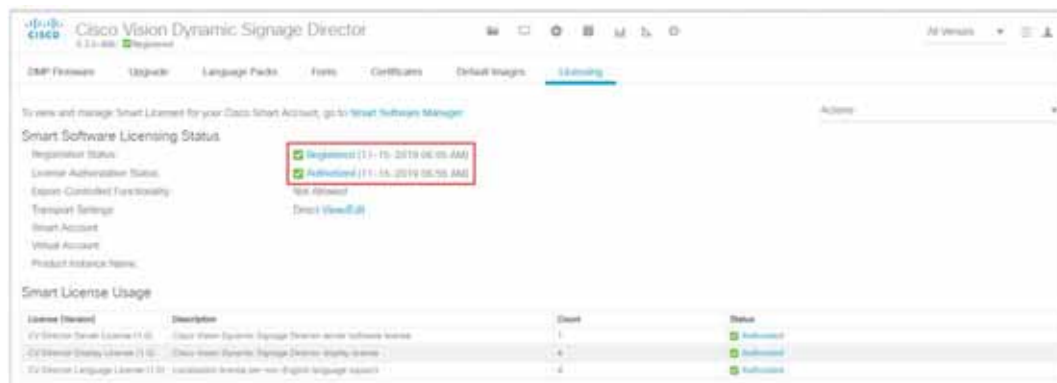 CISCO Cisco Vision Dynamic Signage Director
Registered
All Versions
DMP Firmware Upgrade Language Packs Fonts Certificates Default Images Licensing
To view and manage Smart Licenses for your Cisco Smart Account, go to Smart Software Manager
Actions
Smart Software Licensing Status
Registration Status: Registered (11-15-2019 06:55 AM)
License Authorization Status: Authorized (11-15-2019 06:56 AM)
Export-Controlled Functionality: Not Allowed
Transport Settings: Direct View/Edit
Smart Account:
Virtual Account:
Product Instance Name:
Smart License Usage
License (Version) Description Count Status
CV Director Server License (1.0) Cisco Vision Dynamic Signage Director server software license 1 Authorized
CV Director Display License (1.0) Cisco Vision Dynamic Signage Director display license Authorized
CV Director Language License (1.0) Localization license per non-English language support Authorized